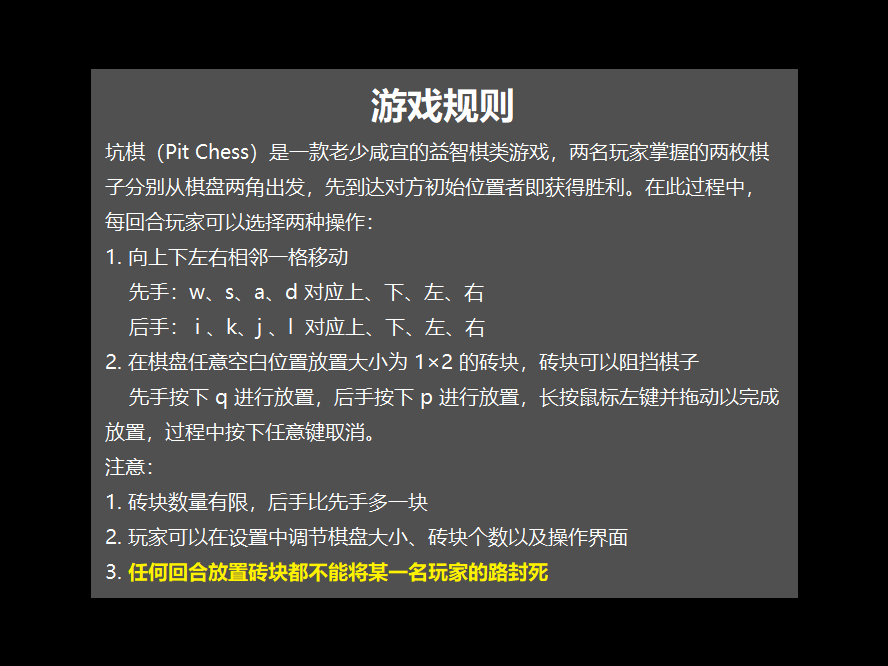 游戏规则
坑棋（Pit Chess）是一款老少咸宜的益智棋类游戏，两名玩家掌握的两枚棋
子分别从棋盘两角出发，先到达对方初始位置者即获得胜利。在此过程中，
每回合玩家可以选择两种操作：
1. 向上下左右相邻一格移动
先手：w、s、a、d 对应上、下、左、右
后手： i 、k、j 、l 对应上、下、左、右
2. 在棋盘任意空白位置放置大小为 1×2 的砖块，砖块可以阻挡棋子
先手按下 q 进行放置，后手按下 p 进行放置，长按鼠标左键并拖动以完成
放置，过程中按下任意键取消。
注意：
1. 砖块数量有限，后手比先手多一块
2. 玩家可以在设置中调节棋盘大小、砖块个数以及操作界面
3. 任何回合放置砖块都不能将某一名玩家的路封死